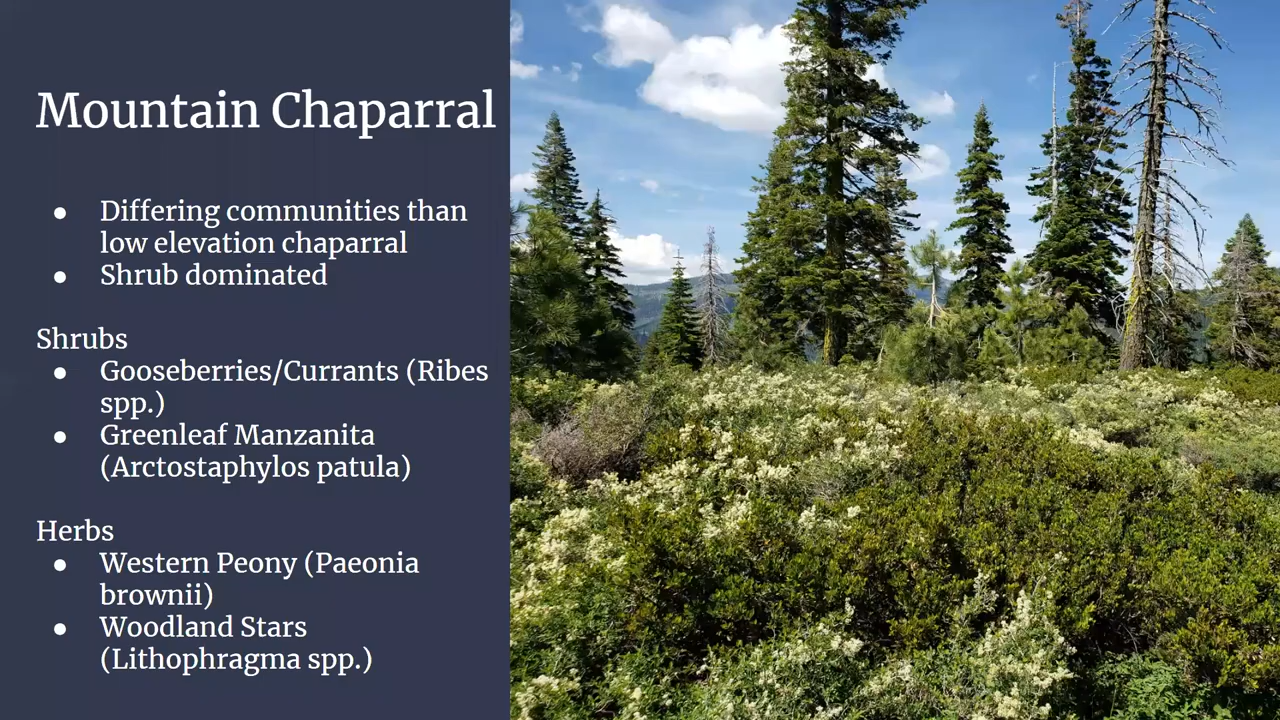 Mountain Chaparral
● Differing communities than
low elevation chaparral
● Shrub dominated
Shrubs
● Gooseberries/Currants (Ribes
spp.)
● Greenleaf Manzanita
(Arctostaphylos patula)
Herbs
● Western Peony (Paeonia
brownii)
● Woodland Stars
(Lithophragma spp.)